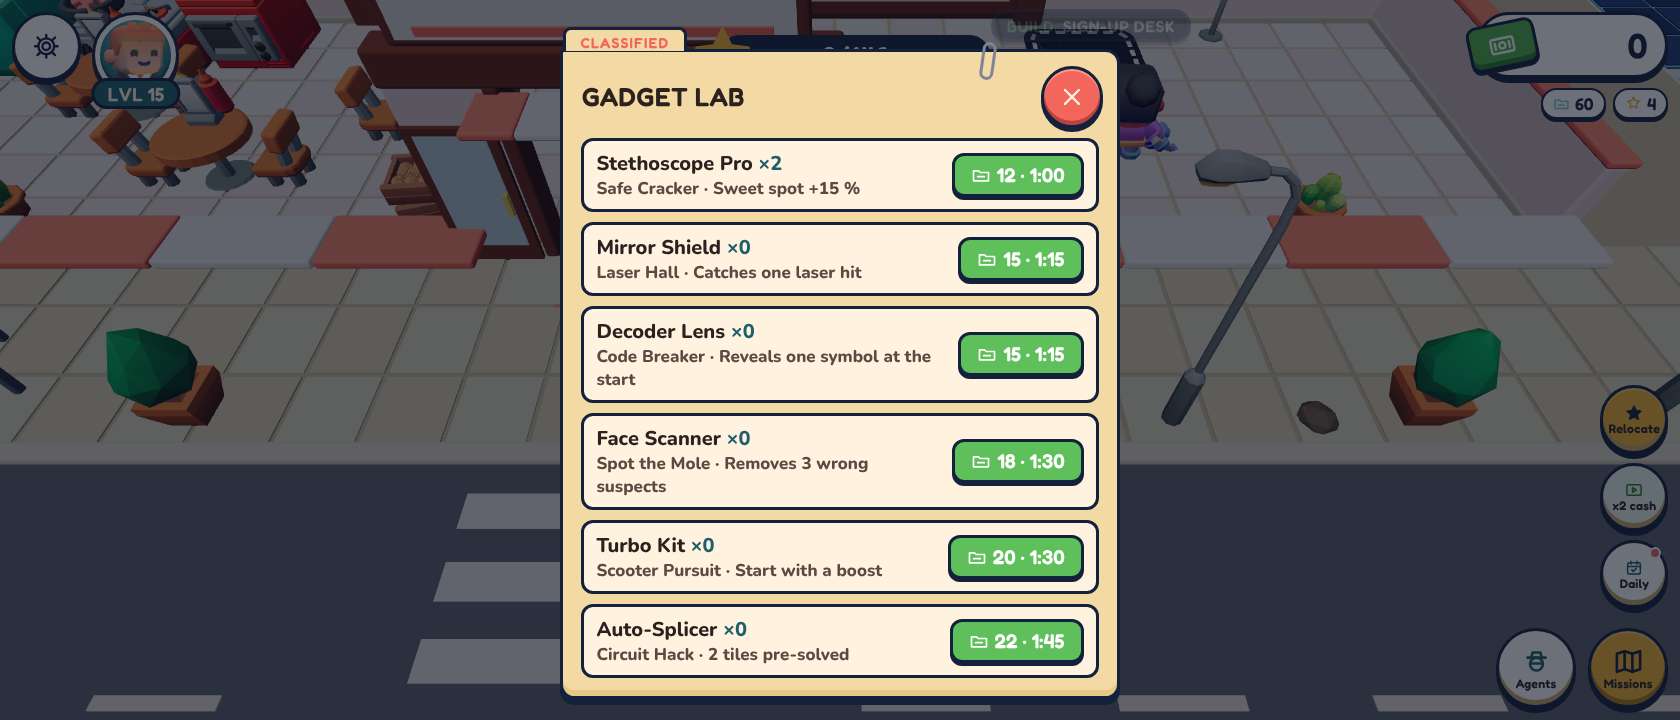 CLASSIFIED
BUILD: SIGN-UP DESK
LVL 15
0
60
4
GADGET LAB
Stethoscope Pro ×2
Safe Cracker · Sweet spot +15 %
12 · 1:00
Mirror Shield ×0
Laser Hall · Catches one laser hit
15 · 1:15
Decoder Lens ×0
Code Breaker · Reveals one symbol at the
start
15 · 1:15
Face Scanner ×0
Spot the Mole · Removes 3 wrong
suspects
18 · 1:30
Turbo Kit ×0
Scooter Pursuit · Start with a boost
20 · 1:30
Auto-Splicer ×0
Circuit Hack · 2 tiles pre-solved
22 · 1:45
Relocate
x2 cash
Daily
Agents
Missions